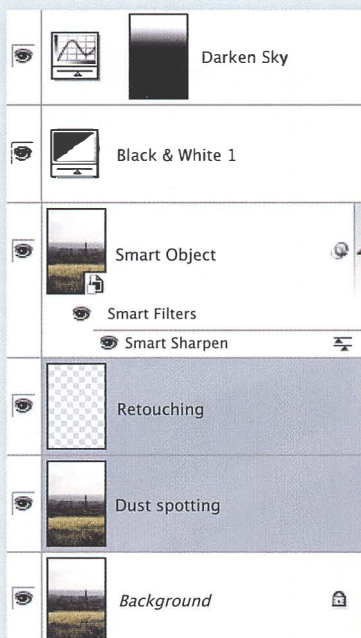 Darken Sky
Black & White 1
Smart Object
Smart Filters
Smart Sharpen
Retouching
Dust spotting
Background